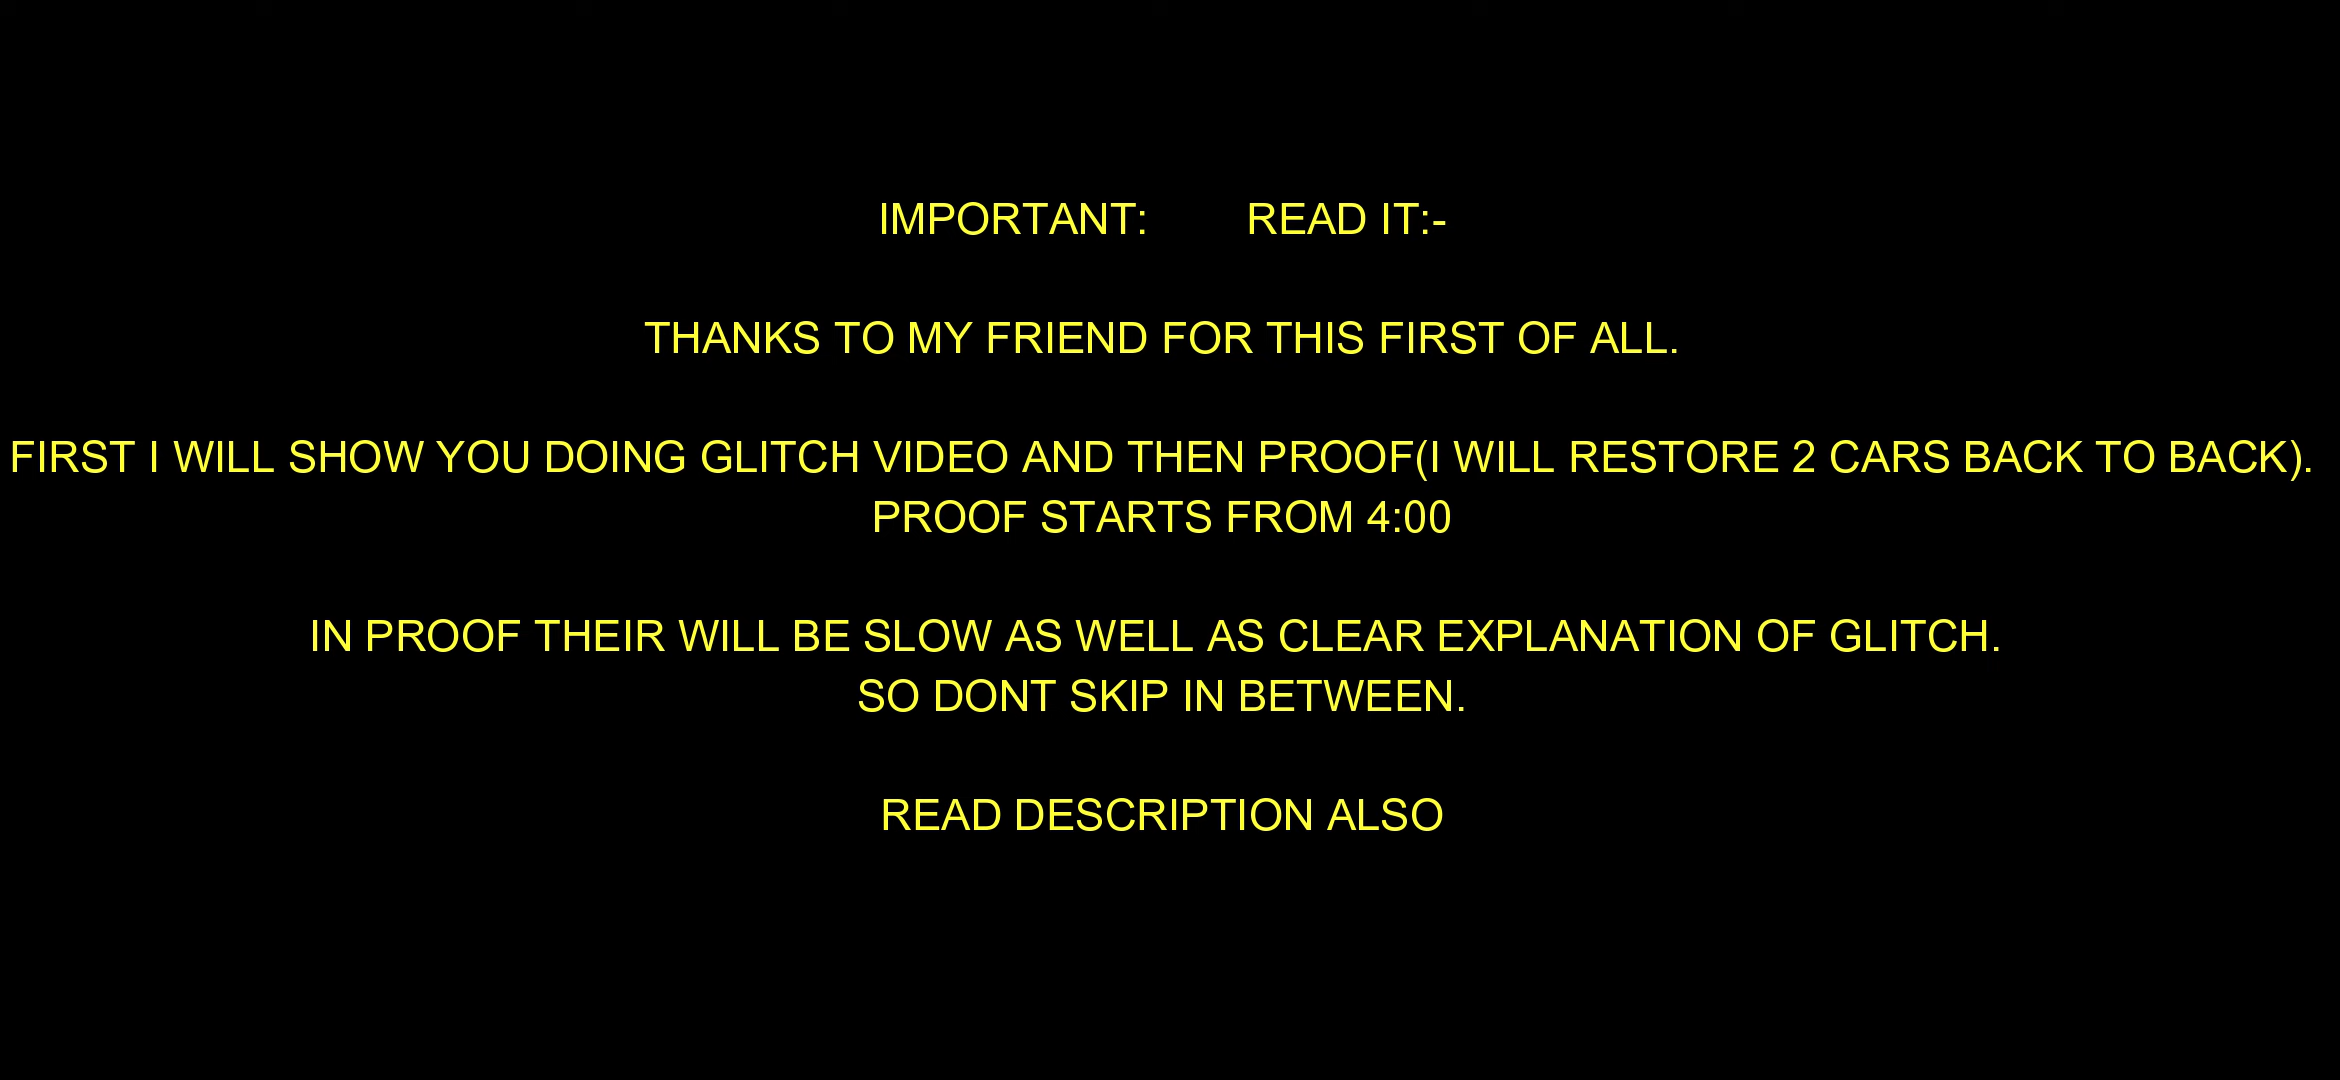 IMPORTANT: READ IT:-
THANKS TO MY FRIEND FOR THIS FIRST OF ALL.
FIRST I WILL SHOW YOU DOING GLITCH VIDEO AND THEN PROOF(I WILL RESTORE 2 CARS BACK TO BACK).
PROOF STARTS FROM 4:00
IN PROOF THEIR WILL BE SLOW AS WELL AS CLEAR EXPLANATION OF GLITCH.
SO DONT SKIP IN BETWEEN.
READ DESCRIPTION ALSO